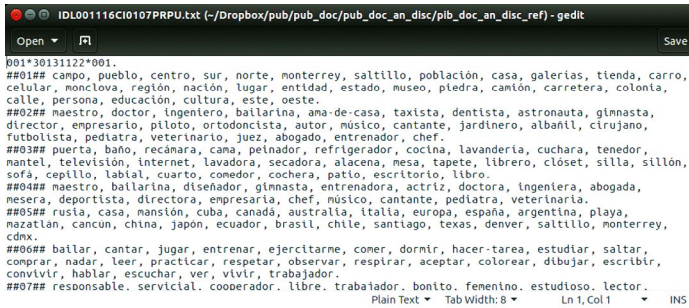 IDL001116CI0107PRPU.txt (~/Dropbox/pub/pub_doc/pub_doc_an_disc/pib_doc_an_disc_ref) - gedit
Open Save
001*30131122*001.
##01## campo, pueblo, centro, sur, norte, monterrey, saltillo, población, casa, galerias, tienda, carro,
celular, monclova, región, nación, lugar, entidad, estado, museo, piedra, camión, carretera, colonia,
calle, persona, educación, cultura, este, oeste.
##02## maestro, doctor, ingeniero, bailarina, ama-de-casa, taxista, dentista, astronauta, gimnasta,
director, empresario, piloto, ortodoncista, autor, músico, cantante, jardinero, albañil, cirujano,
futbolista, pediatra, veterinario, juez, abogado, entrenador, chef.
##03## puerta, baño, recámara, cama, peinador, refrigerador, cocina, lavandería, cuchara, tenedor,
mantel, televisión, internet, lavadora, secadora, alacena, mesa, tapete, librero, clóset, silla, sillón,
sofá, cepillo, labial, cuarto, comedor, cochera, patio, escritorio, libro.
##04## maestro, bailarina, diseñador, gimnasta, entrenadora, actriz, doctora, ingeniera, abogada,
mesera, deportista, directora, empresaria, chef, músico, cantante, pediatra, veterinaria.
##05## rusia, casa, mansión, cuba, canadá, australia, italia, europa, españa, argentina, playa,
mazatlán, cancún, china, japón, ecuador, brasil, chile, santiago, texas, denver, saltillo, monterrey,
cdmx.
##06## bailar, cantar, jugar, entrenar, ejercitarme, comer, dormir, hacer-tarea, estudiar, saltar,
comprar, nadar, leer, practicar, respetar, observar, respirar, aceptar, colorear, dibujar, escribir,
convivir, hablar, escuchar, ver, vivir, trabajador.
##07## responsable, servicial, cooperador, libre, trabajador, bonito, femenino, estudioso, lector,
Plain Text Tab Width: 8 Ln 1, Col 1 INS